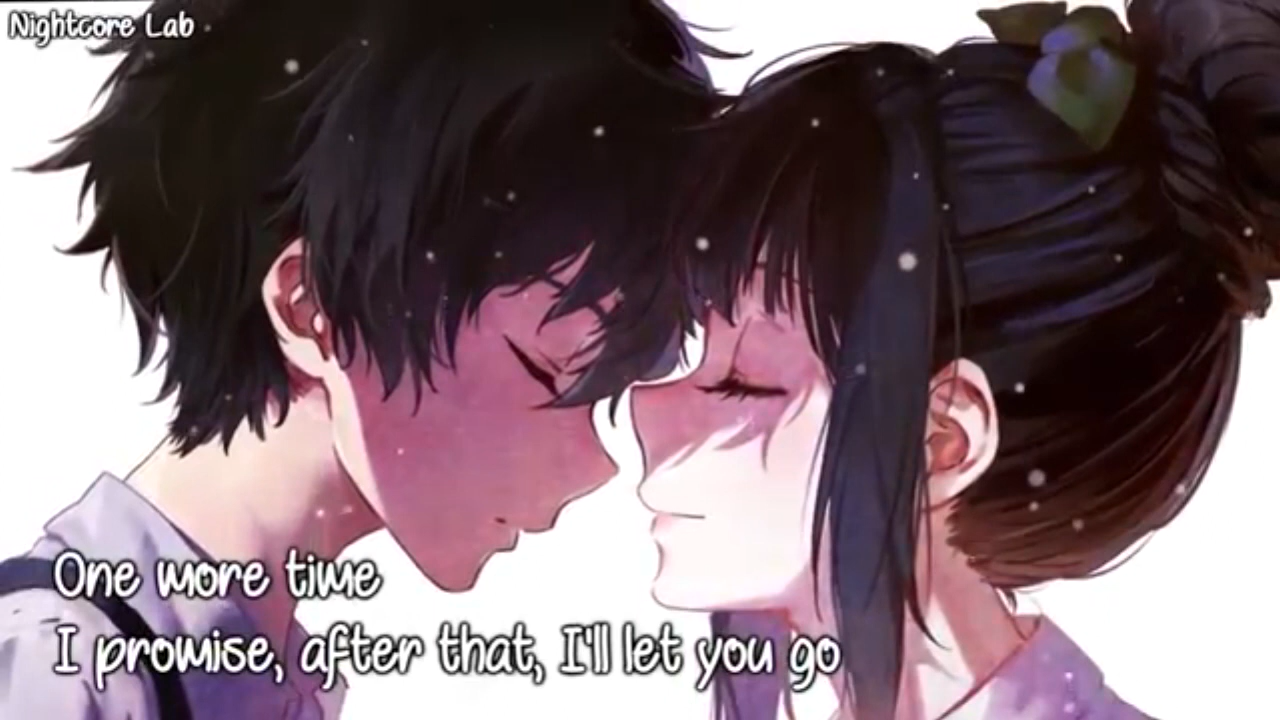 Nightcore Lab
One more time
I promise, after that, I'll let you go